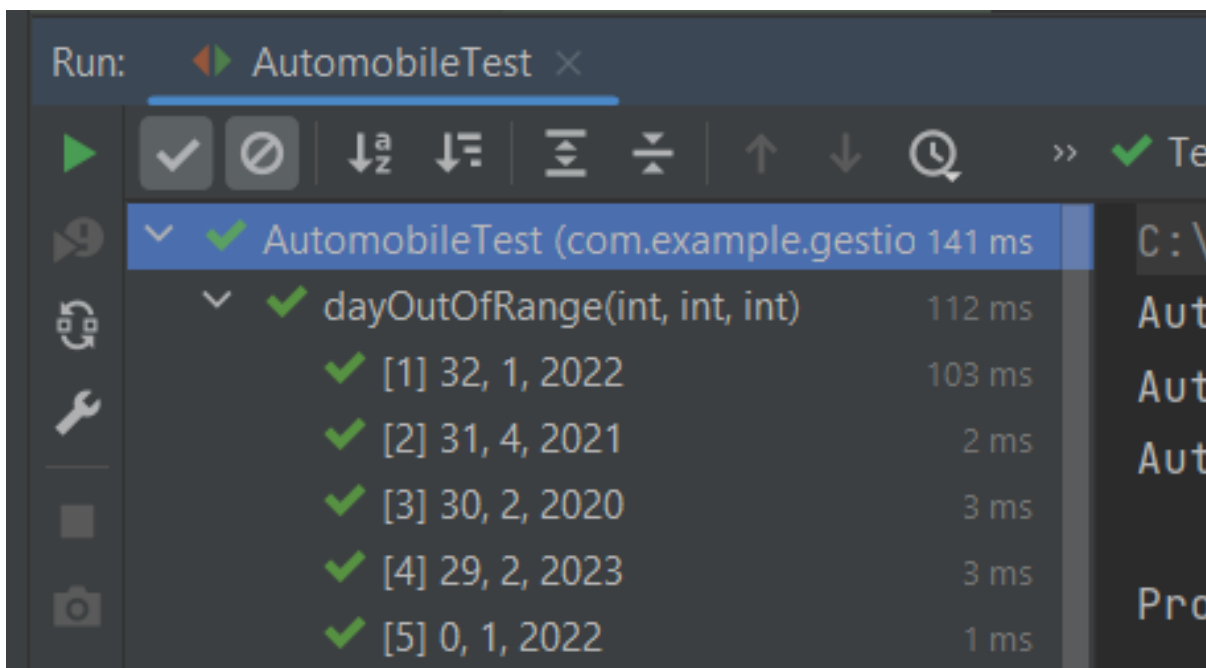 Run: AutomobileTest
AutomobileTest (com.example.gestio 141 ms
dayOutOfRange(int, int, int) 112 ms
[1] 32, 1, 2022 103 ms
[2] 31, 4, 2021 2 ms
[3] 30, 2, 2020 3 ms
[4] 29, 2, 2023 3 ms
[5] 0, 1, 2022 1 ms
Te
C:\
Aut
Aut
Aut
Pro